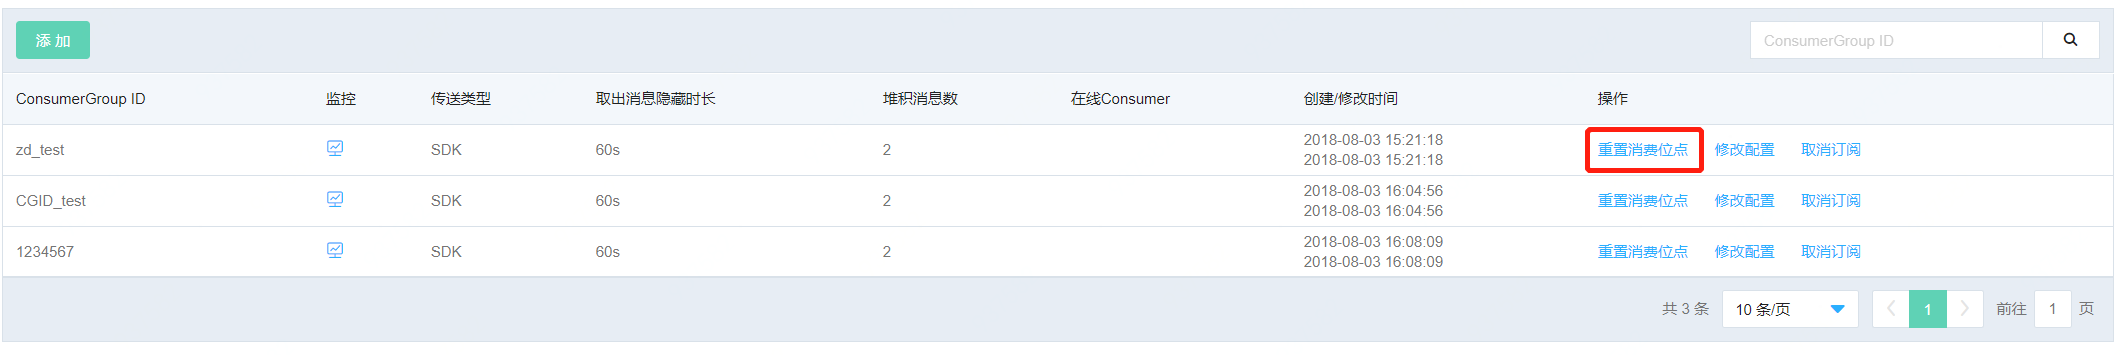 添 加
ConsumerGroup ID
ConsumerGroup ID 监控 传送类型 取出消息隐藏时长 堆积消息数 在线Consumer 创建/修改时间 操作
zd_test SDK 60s 2 2018-08-03 15:21:18 重置消费位点 修改配置 取消订阅
2018-08-03 15:21:18
CGID_test SDK 60s 2 2018-08-03 16:04:56 重置消费位点 修改配置 取消订阅
2018-08-03 16:04:56
1234567 SDK 60s 2 2018-08-03 16:08:09 重置消费位点 修改配置 取消订阅
2018-08-03 16:08:09
共 3 条 10 条/页 1 前往 1 页